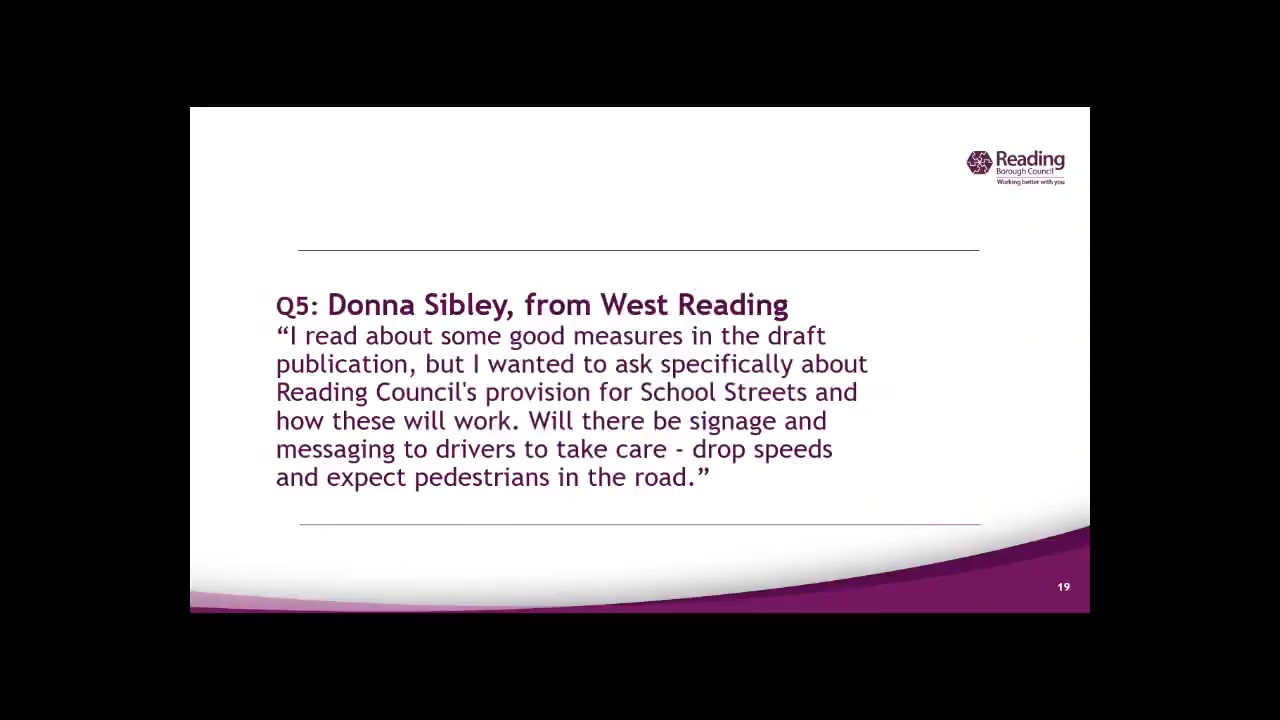 Reading
Borough Council
Working better with you
Q5: Donna Sibley, from West Reading
“I read about some good measures in the draft
publication, but I wanted to ask specifically about
Reading Council's provision for School Streets and
how these will work. Will there be signage and
messaging to drivers to take care - drop speeds
and expect pedestrians in the road.”
19